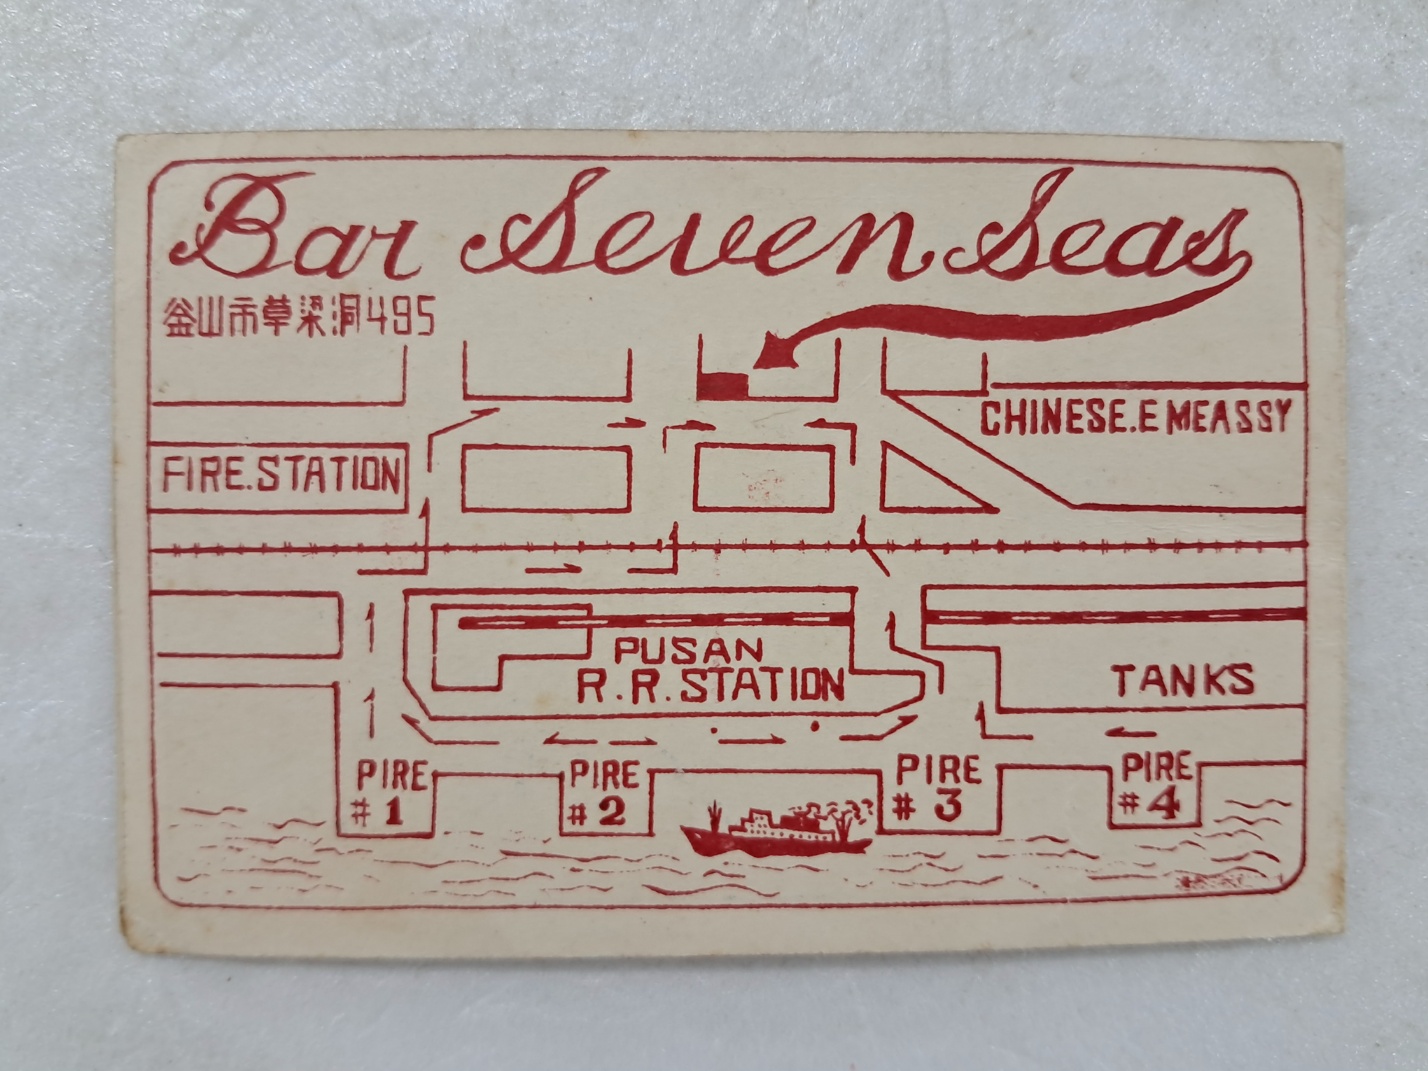 Bar Seven Seas
釜山市草梁洞495
CHINESE.EMEASSY
FIRE.STATION
PUSAN
R.R.STATION
TANKS
PIRE
#1
PIRE
#2
PIRE
#3
PIRE
#4